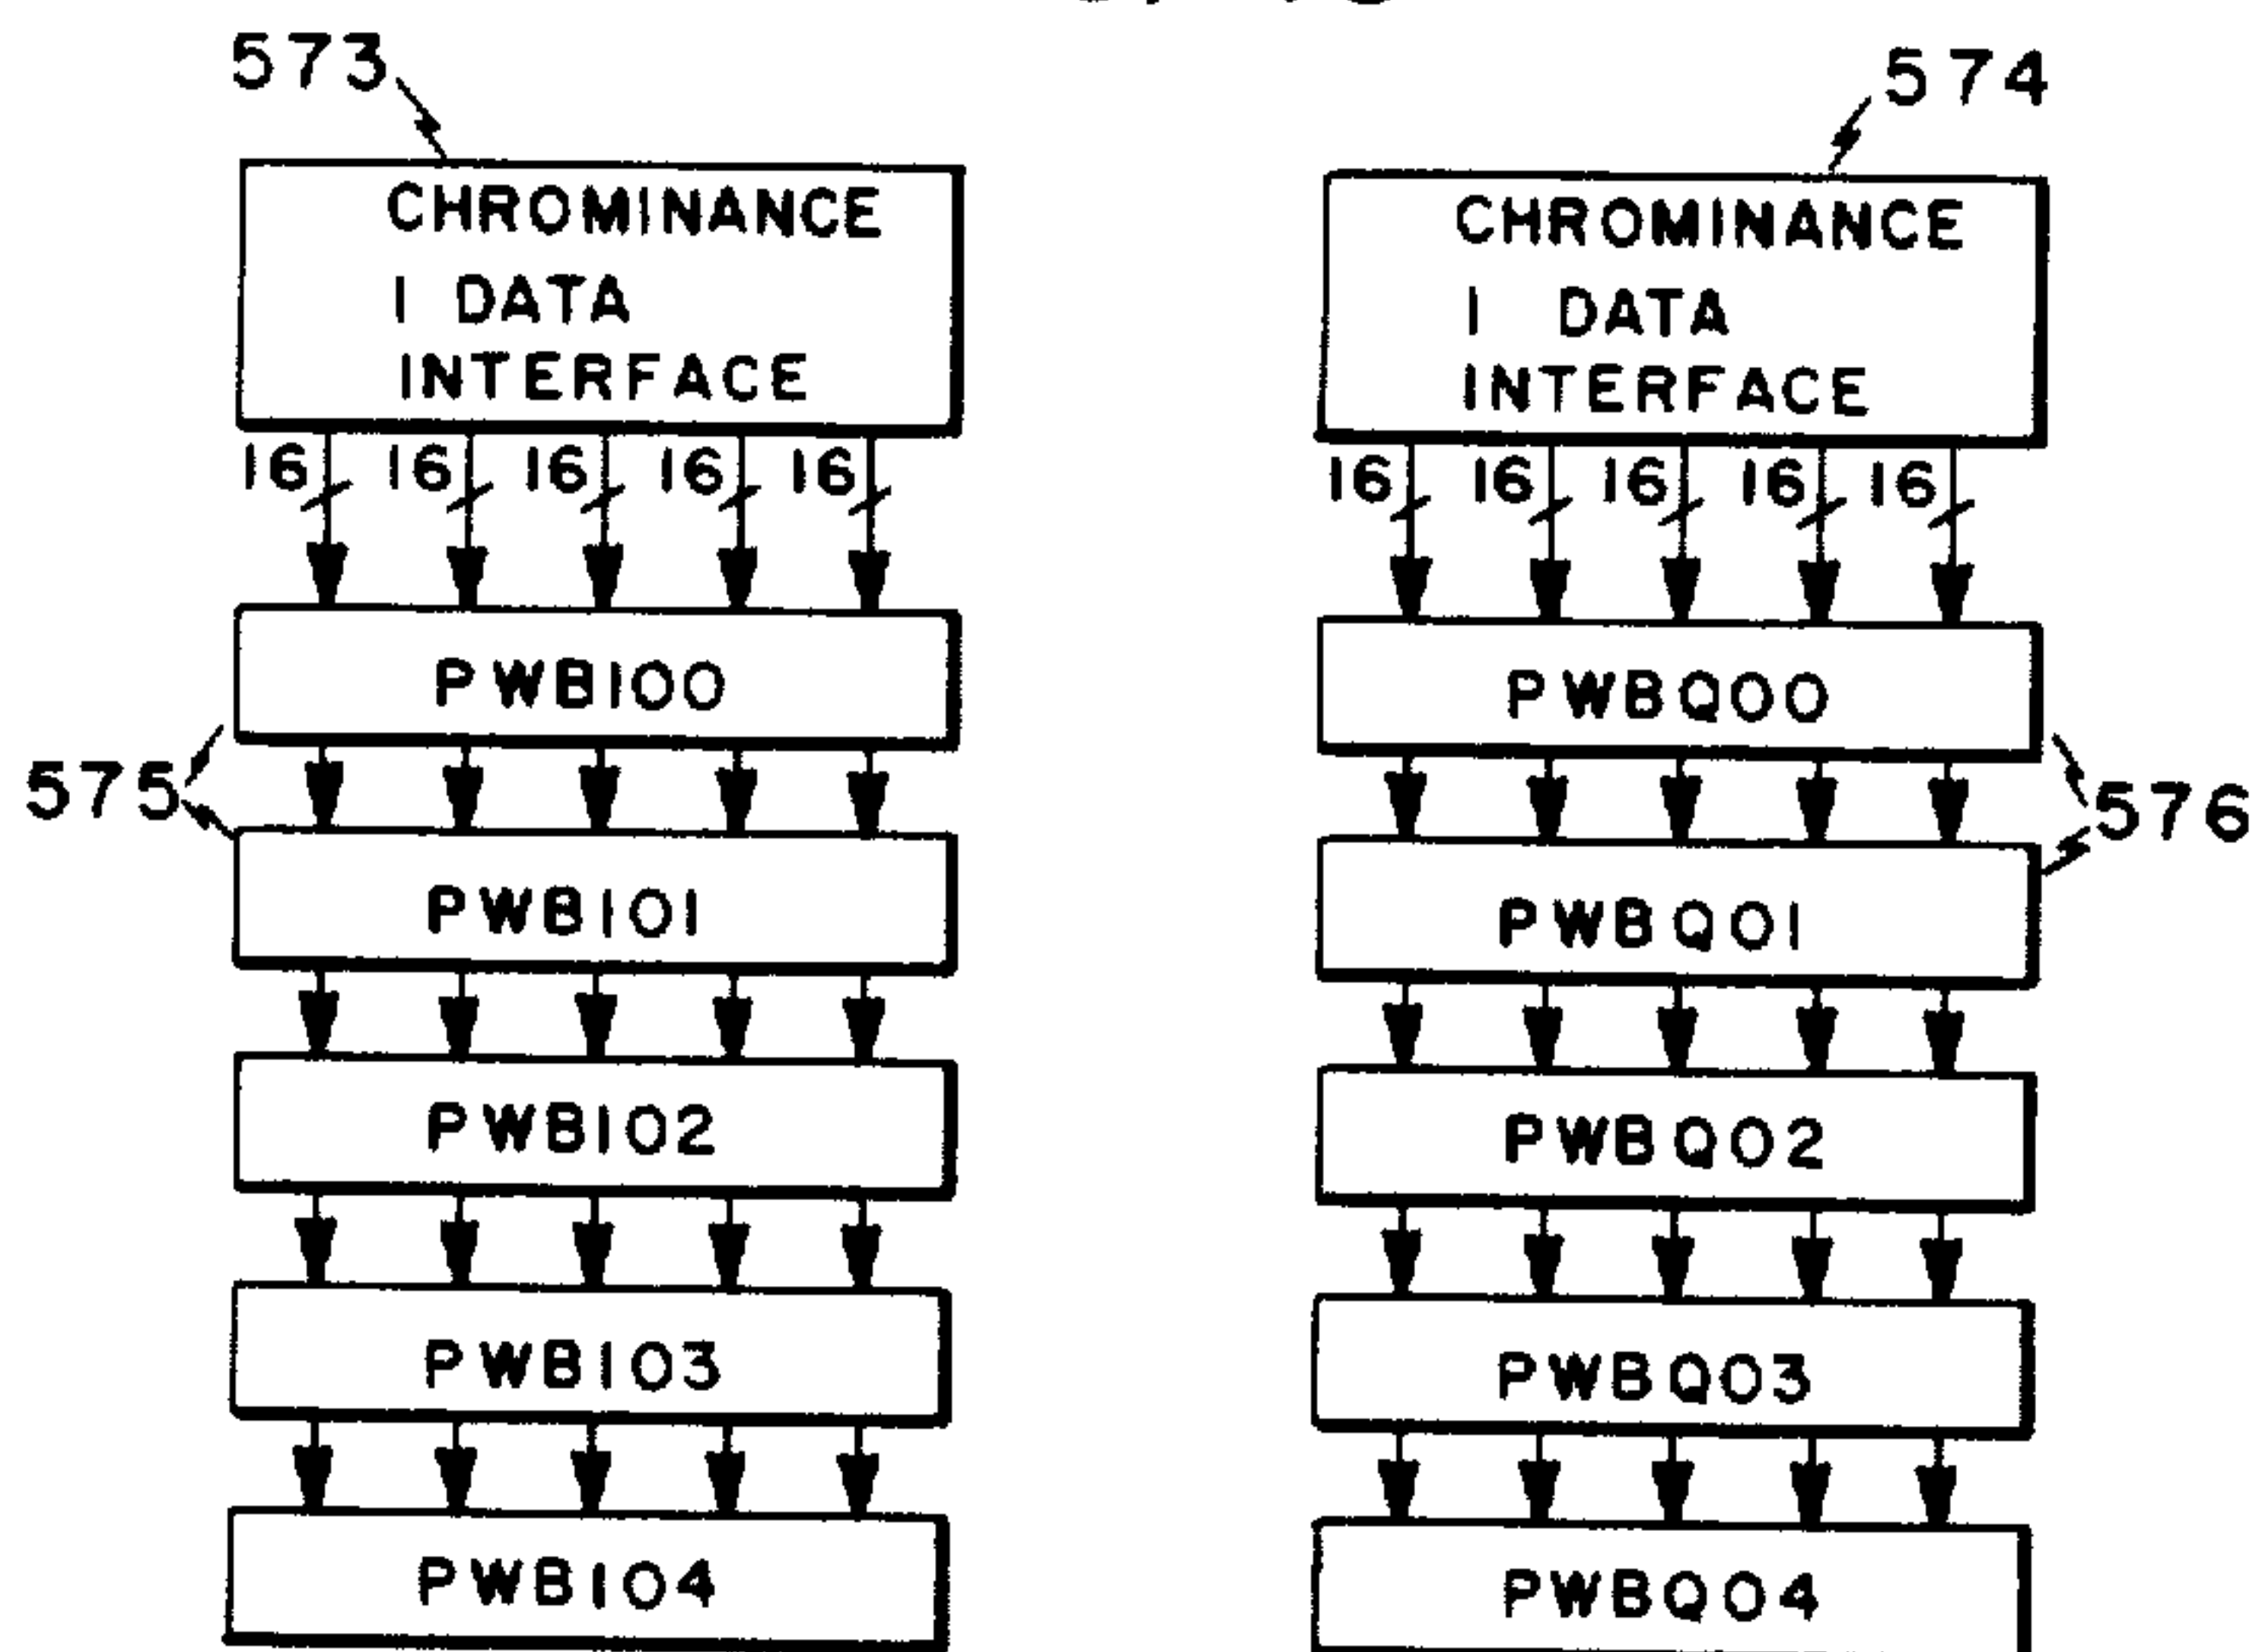 573
574
CHROMINANCE
I DATA
INTERFACE
CHROMINANCE
I DATA
INTERFACE
16 16 16 16 16
16 16 16 16 16
PWBI00
PWBQ00
575
576
PWBI01
PWBQ01
PWBI02
PWBQ02
PWBI03
PWBQ03
PWBI04
PWBQ04